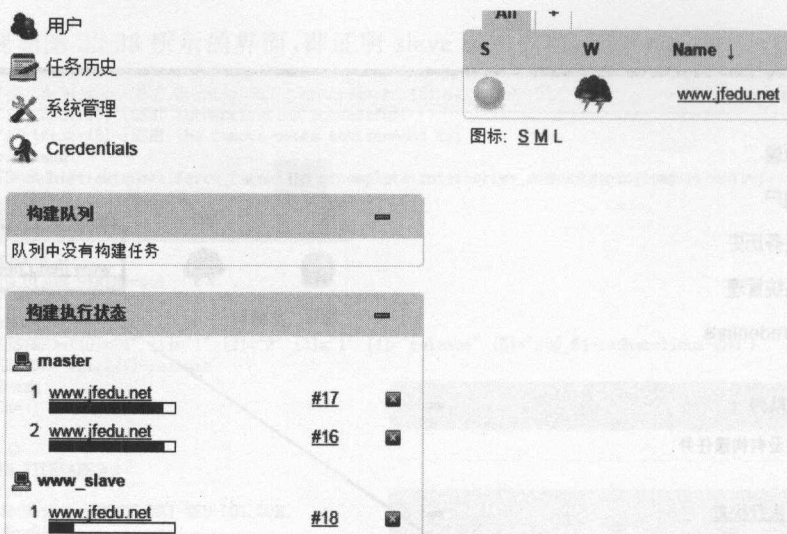 用户
任务历史
系统管理
Credentials
构建队列
队列中没有构建任务
构建执行状态
master
1 www.jfedu.net #17
2 www.jfedu.net #16
www_slave
1 www.jfedu.net #18
All +
S W Name ↓
www.jfedu.net
图标: S M L